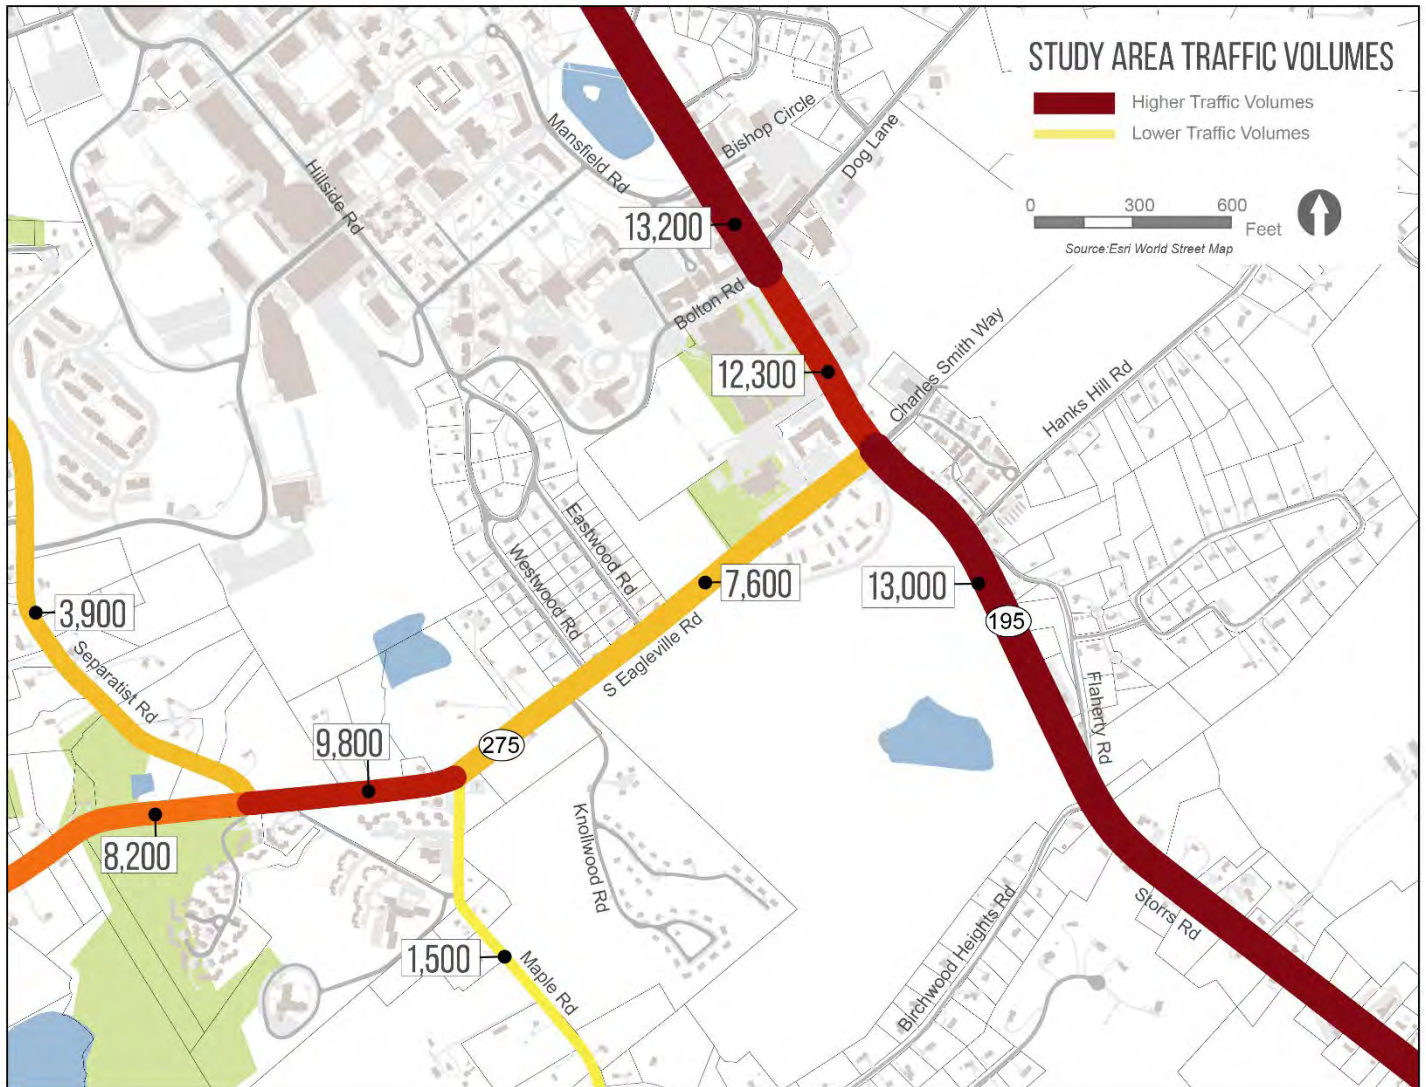 STUDY AREA TRAFFIC VOLUMES
Higher Traffic Volumes
Lower Traffic Volumes
0 300 600
Feet
Source:Esri World Street Map
Mansfield Rd
Bishop Circle
Dog Lane
Hillside Rd
13,200
Bolton Rd
12,300
Charles Smith Way
Hanks Hill Rd
Eastwood Rd
Westwood Rd
7,600
13,000
195
3,900
Separatist Rd
S Eagleville Rd
Flaherty Rd
9,800
275
8,200
Knollwood Rd
Storrs Rd
Birchwood Heights Rd
1,500
Maple Rd